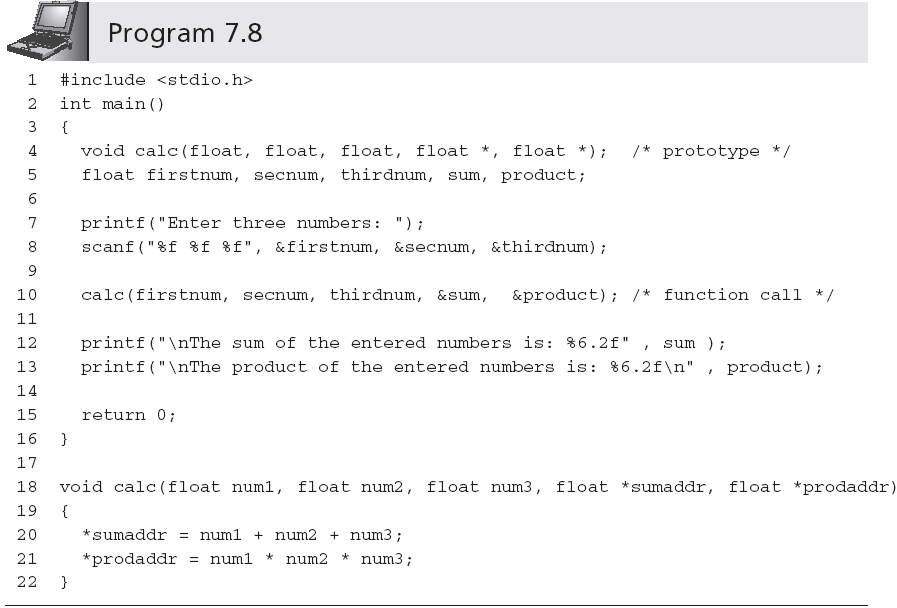 Program 7.8
1 #include <stdio.h>
2 int main()
3 {
4   void calc(float, float, float, float *, float *);  /* prototype */
5   float firstnum, secnum, thirdnum, sum, product;
6
7   printf("Enter three numbers: ");
8   scanf("%f %f %f", &firstnum, &secnum, &thirdnum);
9
10   calc(firstnum, secnum, thirdnum, &sum,  &product); /* function call */
11
12   printf("\nThe sum of the entered numbers is: %6.2f" , sum );
13   printf("\nThe product of the entered numbers is: %6.2f\n" , product);
14
15   return 0;
16 }
17
18 void calc(float num1, float num2, float num3, float *sumaddr, float *prodaddr)
19 {
20   *sumaddr = num1 + num2 + num3;
21   *prodaddr = num1 * num2 * num3;
22 }